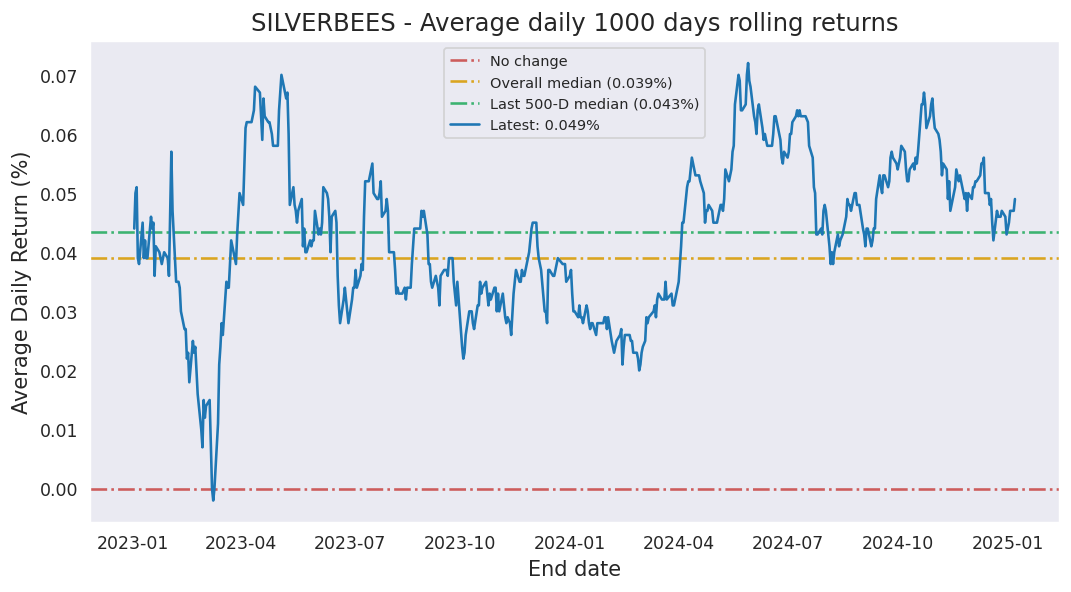 SILVERBEES - Average daily 1000 days rolling returns
No change
Overall median (0.039%)
Last 500-D median (0.043%)
Latest: 0.049%
Average Daily Return (%)
0.07
0.06
0.05
0.04
0.03
0.02
0.01
0.00
2023-01 2023-04 2023-07 2023-10 2024-01 2024-04 2024-07 2024-10 2025-01
End date